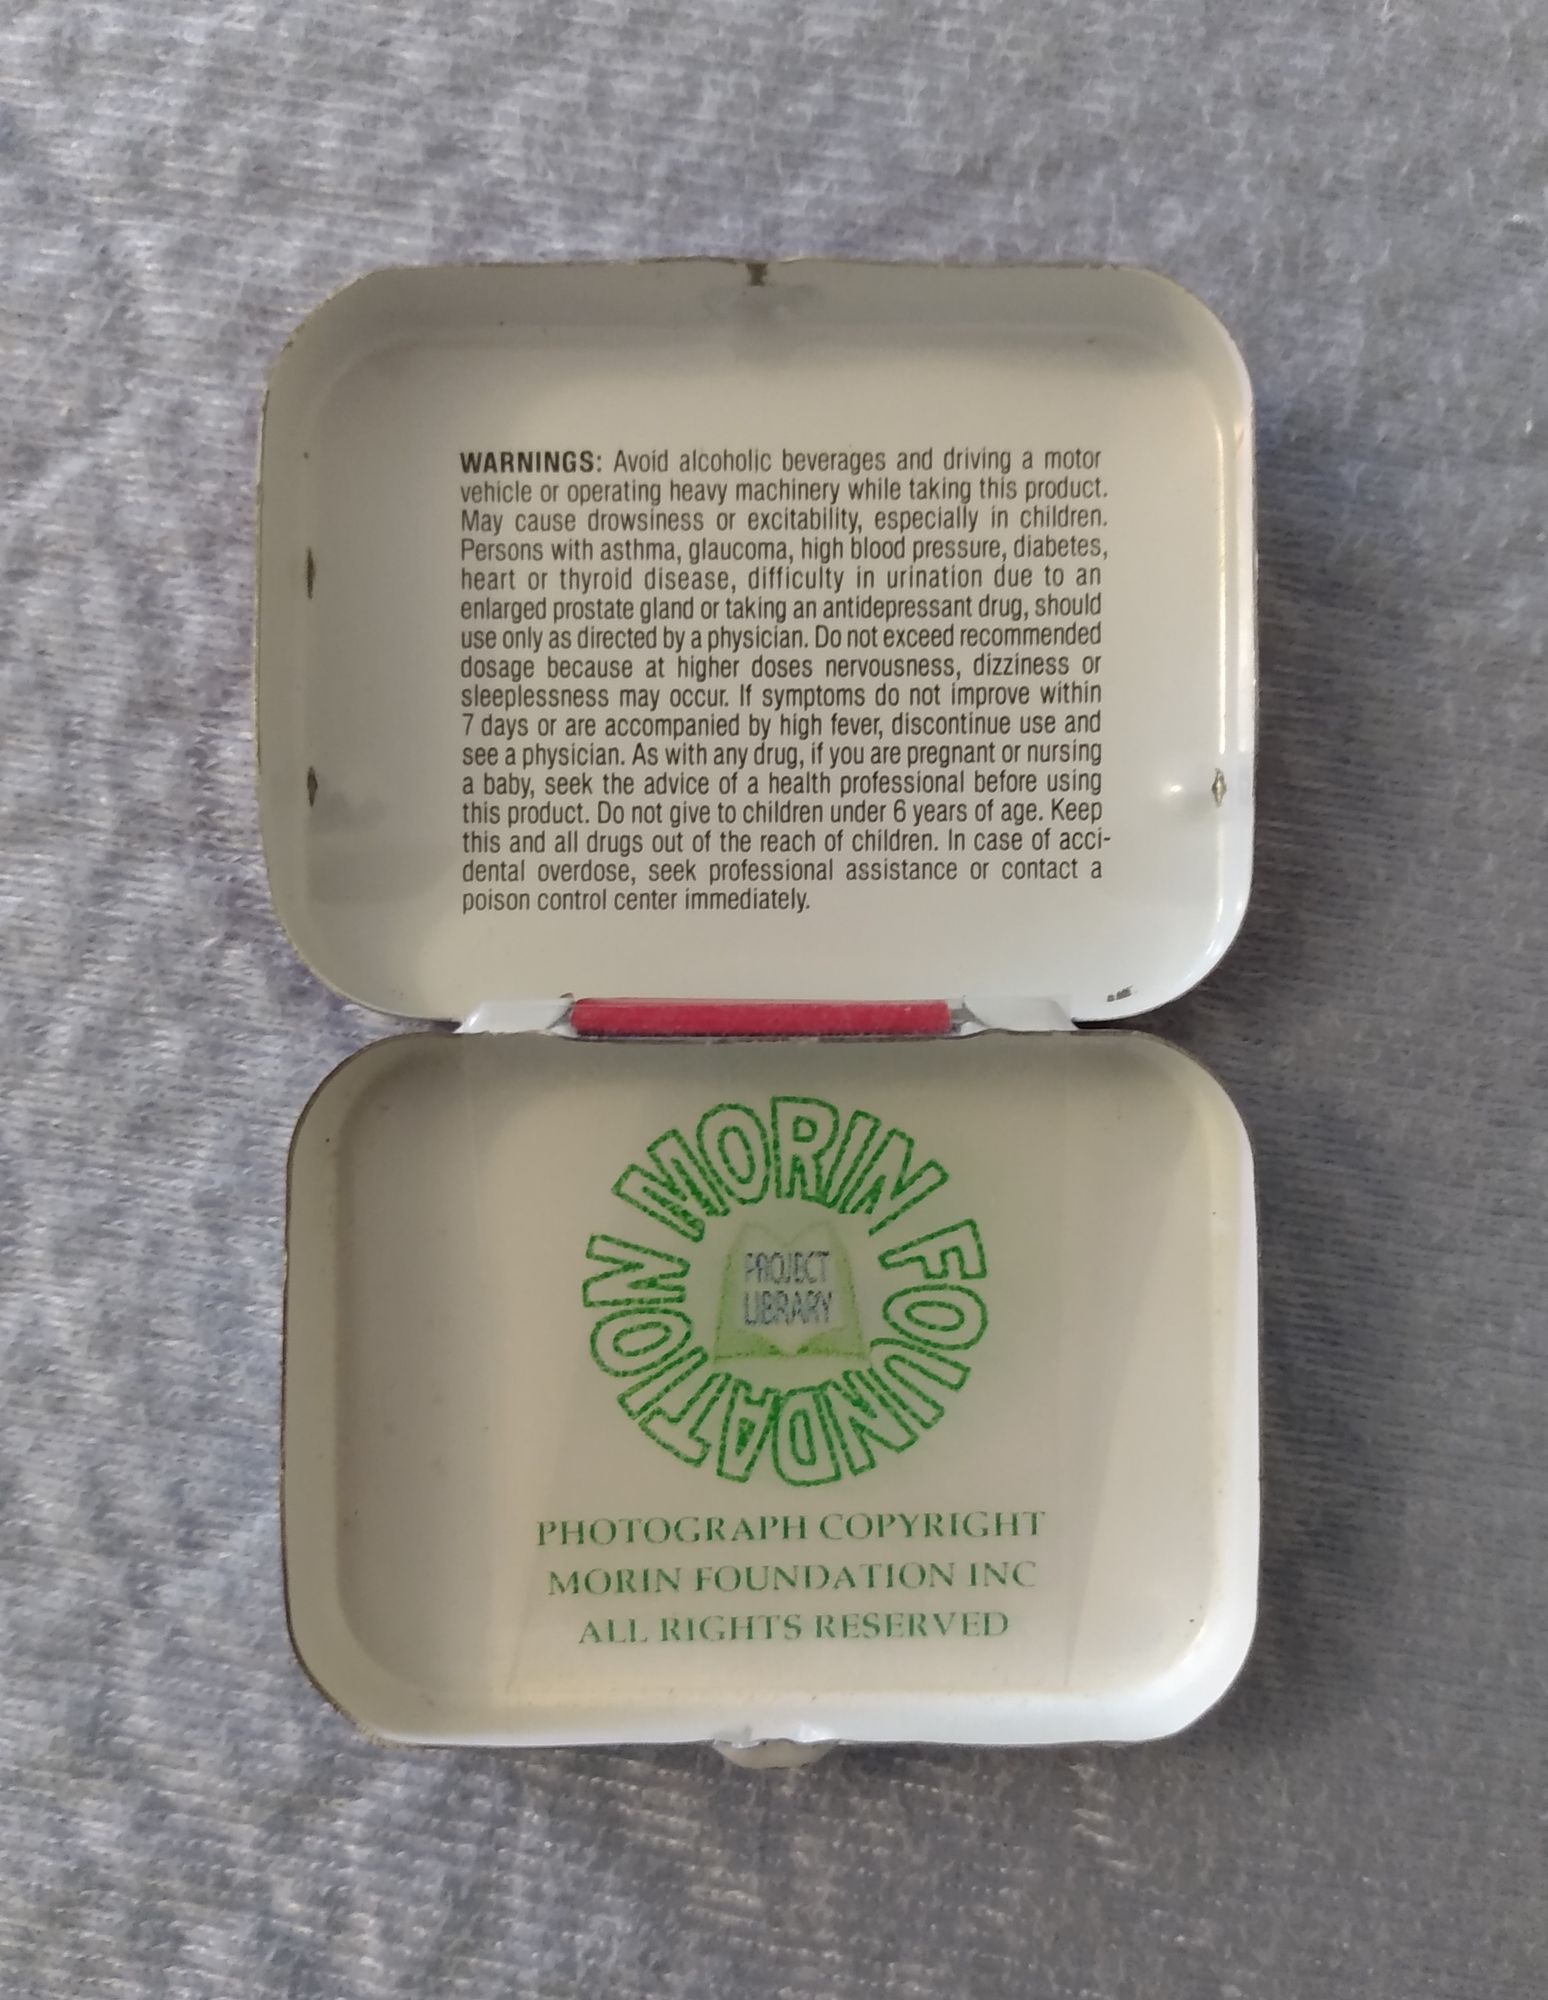 WARNINGS: Avoid alcoholic beverages and driving a motor
vehicle or operating heavy machinery while taking this product.
May cause drowsiness or excitability, especially in children.
Persons with asthma, glaucoma, high blood pressure, diabetes,
heart or thyroid disease, difficulty in urination due to an
enlarged prostate gland or taking an antidepressant drug, should
use only as directed by a physician. Do not exceed recommended
dosage because at higher doses nervousness, dizziness or
sleeplessness may occur. If symptoms do not improve within
7 days or are accompanied by high fever, discontinue use and
see a physician. As with any drug, if you are pregnant or nursing
a baby, seek the advice of a health professional before using
this product. Do not give to children under 6 years of age. Keep
this and all drugs out of the reach of children. In case of acci-
dental overdose, seek professional assistance or contact a
poison control center immediately.
MORIN FOUNDATION
PROJECT
LIBRARY
PHOTOGRAPH COPYRIGHT
MORIN FOUNDATION INC
ALL RIGHTS RESERVED